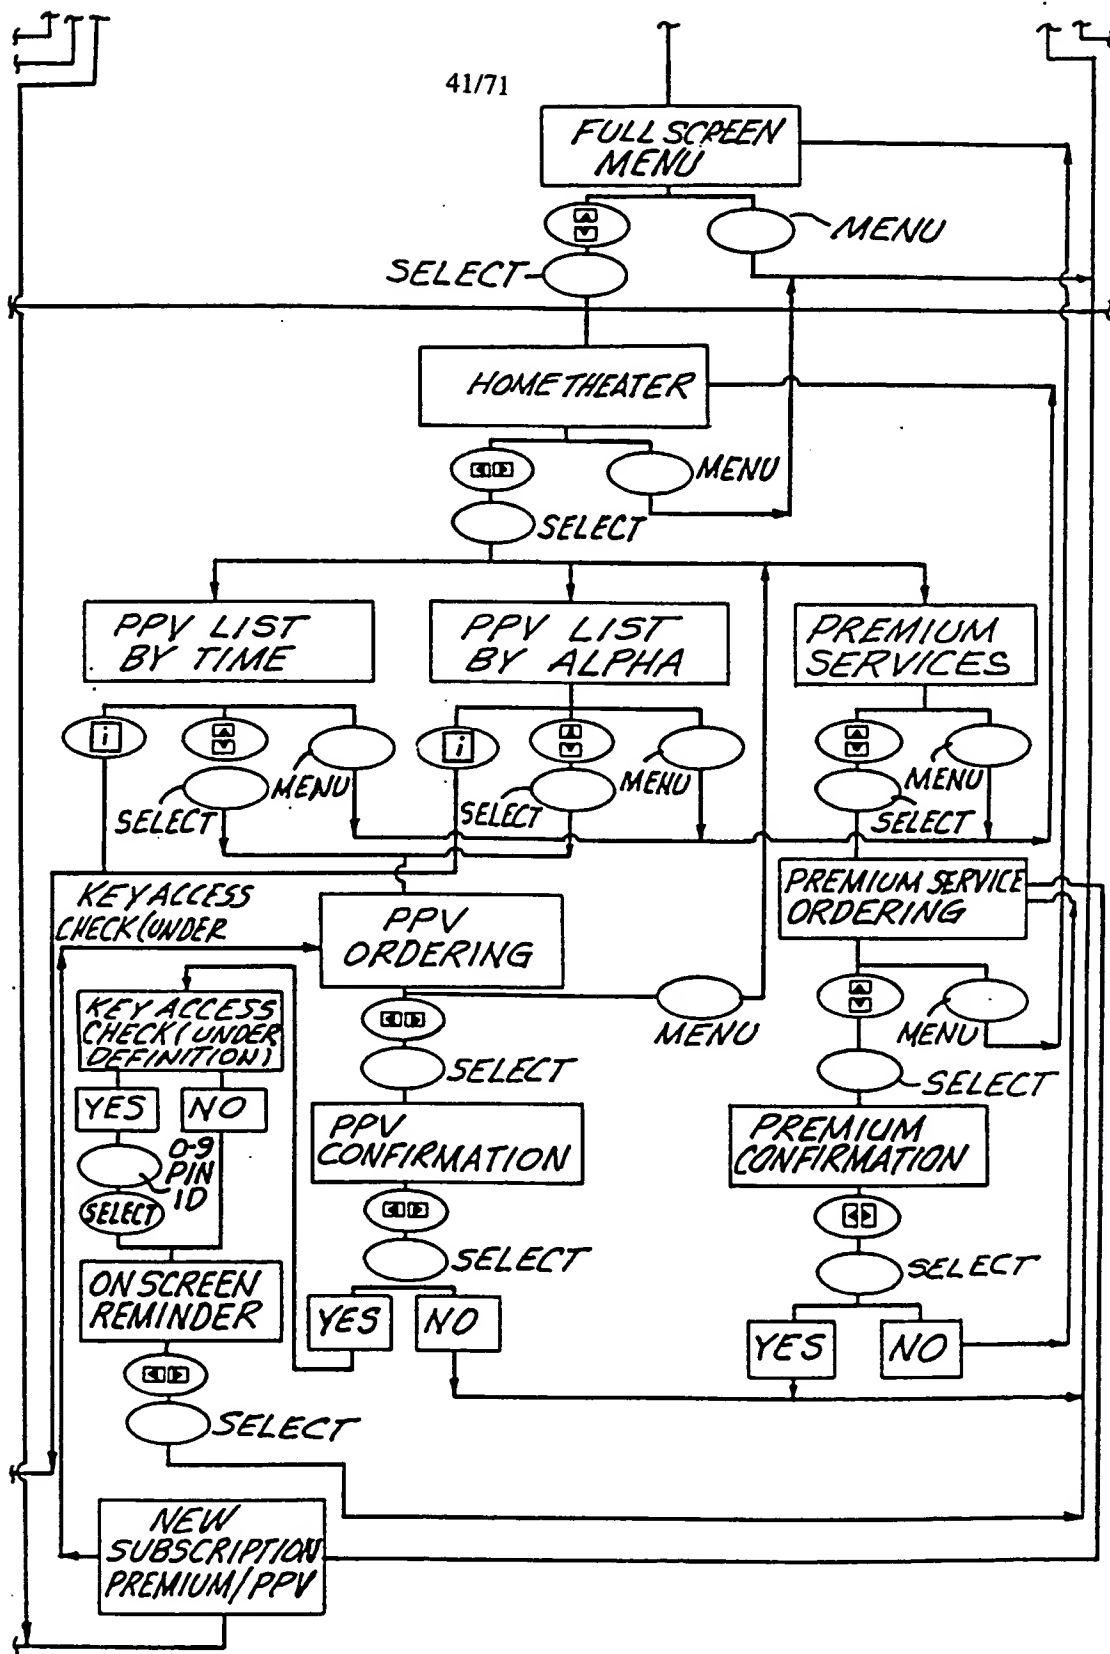 41/71
FULL SCREEN
MENU
MENU
SELECT
HOME THEATER
MENU
SELECT
PPV LIST
BY TIME
PPV LIST
BY ALPHA
PREMIUM
SERVICES
i
MENU
SELECT
i
MENU
SELECT
MENU
SELECT
KEY ACCESS
CHECK (UNDER
PPV
ORDERING
PREMIUM SERVICE
ORDERING
MENU
SELECT
MENU
SELECT
KEY ACCESS
CHECK (UNDER
DEFINITION)
YES
NO
0-9
PIN
ID
SELECT
PPV
CONFIRMATION
SELECT
YES
NO
PREMIUM
CONFIRMATION
SELECT
YES
NO
ON SCREEN
REMINDER
SELECT
NEW
SUBSCRIPTION
PREMIUM/PPV